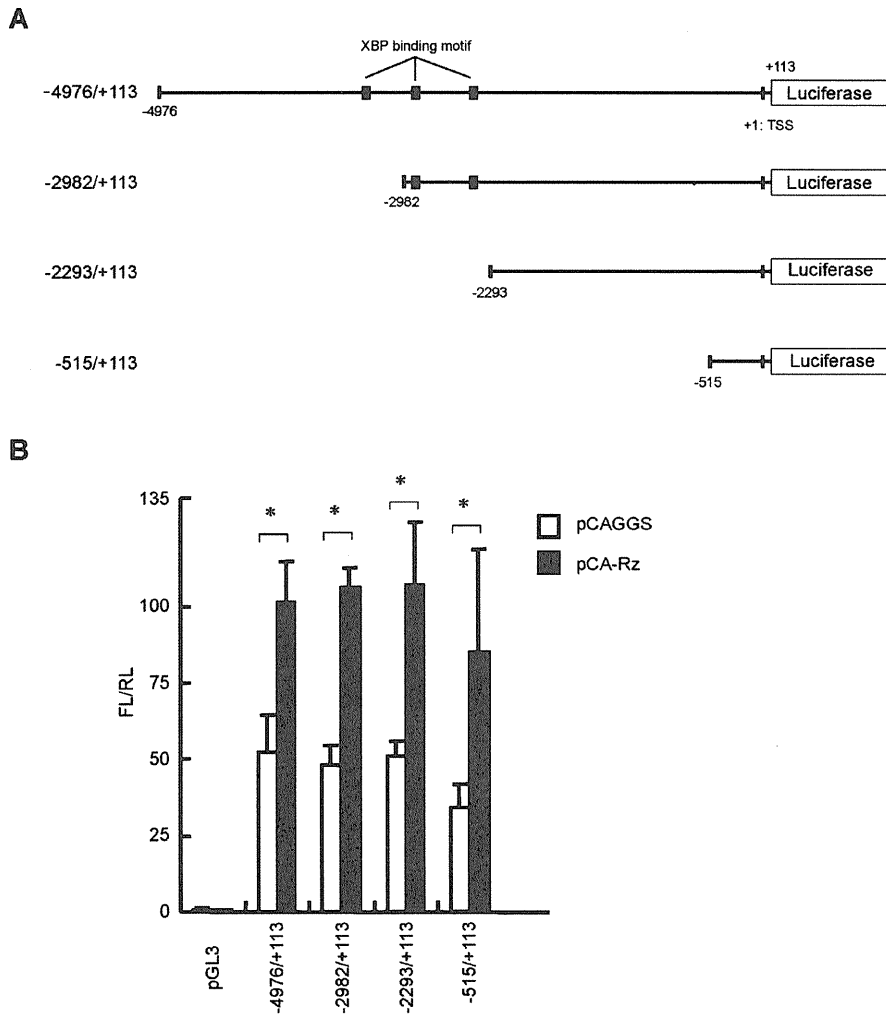 A
XBP binding motif
-4976/+113
-4976
+113
Luciferase
+1: TSS
-2982/+113
-2982
Luciferase
-2293/+113
-2293
Luciferase
-515/+113
-515
Luciferase
B
135
100
75
50
25
0
FL/RL
*
*
*
*
pCAGGS
pCA-Rz
pGL3
-4976/+113
-2982/+113
-2293/+113
-515/+113